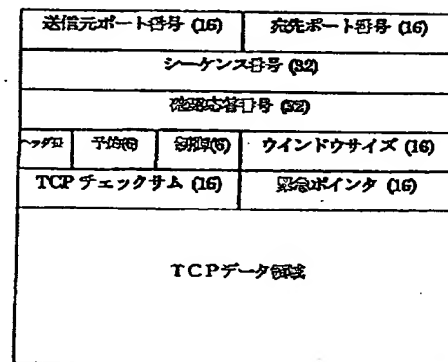 送信元ポート番号 (16) 宛先ポート番号 (16)
シーケンス番号 (32)
確認応答番号 (32)
予約(6) 制御(6) ウインドウサイズ (16)
TCP チェックサム (16) 緊急ポインタ (16)
TCPデータ領域